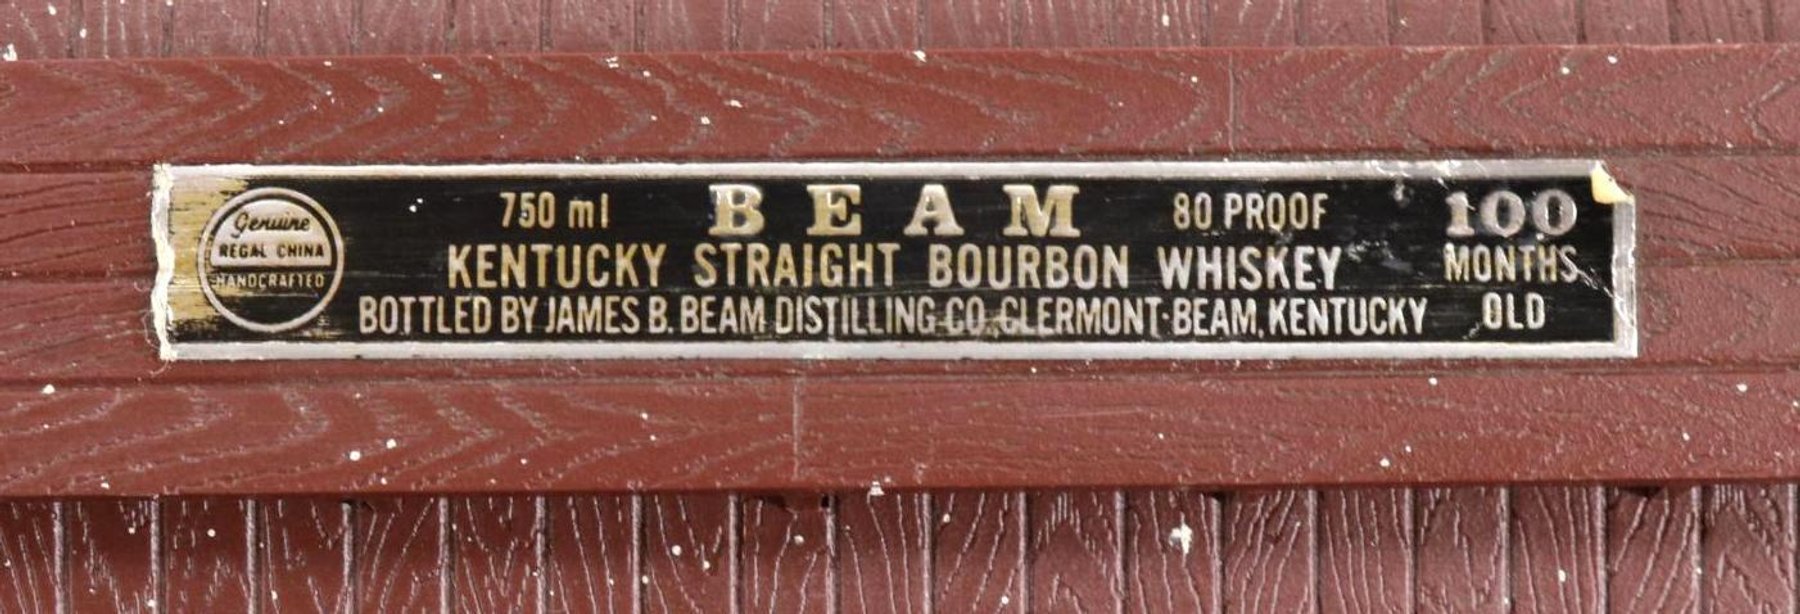 Genuine
REGAL CHINA
HANDCRAFTED
750 ml BEAM 80 PROOF 100
KENTUCKY STRAIGHT BOURBON WHISKEY MONTHS
BOTTLED BY JAMES B. BEAM DISTILLING CO. CLERMONT-BEAM, KENTUCKY OLD